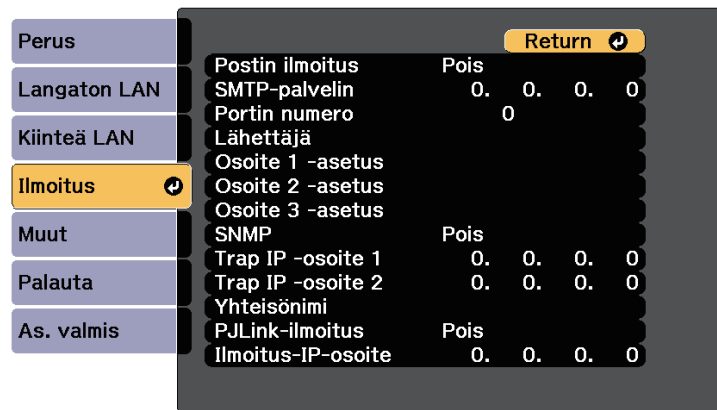 Perus
Langaton LAN
Kiinteä LAN
Ilmoitus
Muut
Palauta
As. valmis
Return
Postin ilmoitus Pois
SMTP-palvelin 0. 0. 0. 0
Portin numero 0
Lähettäjä
Osoite 1 -asetus
Osoite 2 -asetus
Osoite 3 -asetus
SNMP Pois
Trap IP -osoite 1 0. 0. 0. 0
Trap IP -osoite 2 0. 0. 0. 0
Yhteisönimi
PJLink-ilmoitus Pois
Ilmoitus-IP-osoite 0. 0. 0. 0